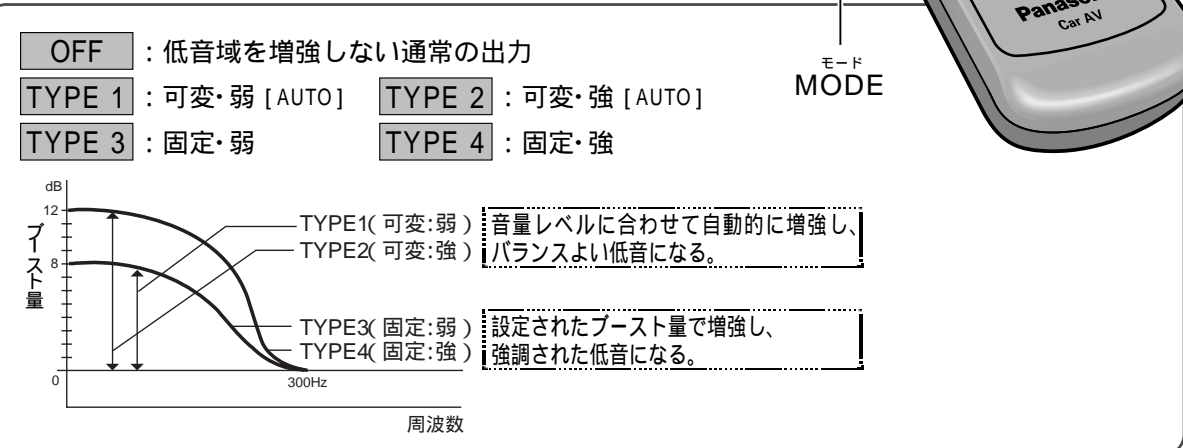 Panasonic
Car AV
モード
MODE
OFF : 低音域を増強しない通常の出力
TYPE 1 : 可変・弱 [AUTO] TYPE 2 : 可変・強 [AUTO]
TYPE 3 : 固定・弱 TYPE 4 : 固定・強
dB
12
8
0
ブースト量
TYPE1(可変:弱)
TYPE2(可変:強)
音量レベルに合わせて自動的に増強し、
バランスよい低音になる。
TYPE3(固定:弱)
TYPE4(固定:強)
設定されたブースト量で増強し、
強調された低音になる。
300Hz
周波数